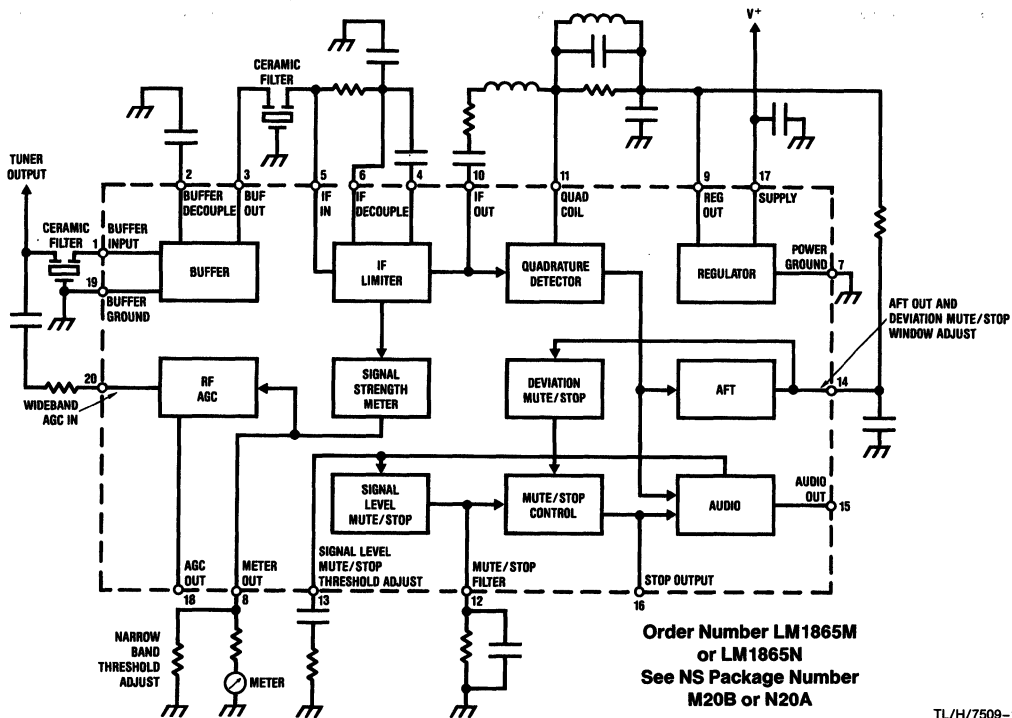 V+
CERAMIC
FILTER
TUNER
OUTPUT
2
3
5
6
4
10
11
9
17
BUFFER
DECOUPLE
BUF
OUT
IF
IN
IF
DECOUPLE
IF
OUT
QUAD
COIL
REG
OUT
SUPPLY
CERAMIC
FILTER
1
BUFFER
INPUT
BUFFER
IF
LIMITER
QUADRATURE
DETECTOR
REGULATOR
POWER
GROUND
7
19
BUFFER
GROUND
AFT OUT AND
DEVIATION MUTE/STOP
WINDOW ADJUST
20
WIDEBAND
AGC IN
RF
AGC
SIGNAL
STRENGTH
METER
DEVIATION
MUTE/STOP
AFT
14
SIGNAL
LEVEL
MUTE/STOP
MUTE/STOP
CONTROL
AUDIO
AUDIO
OUT
15
AGC
OUT
METER
OUT
SIGNAL LEVEL
MUTE/STOP
THRESHOLD ADJUST
MUTE/STOP
FILTER
STOP OUTPUT
18
8
13
12
16
NARROW
BAND
THRESHOLD
ADJUST
METER
Order Number LM1865M
or LM1865N
See NS Package Number
M20B or N20A
TL/H/7509–